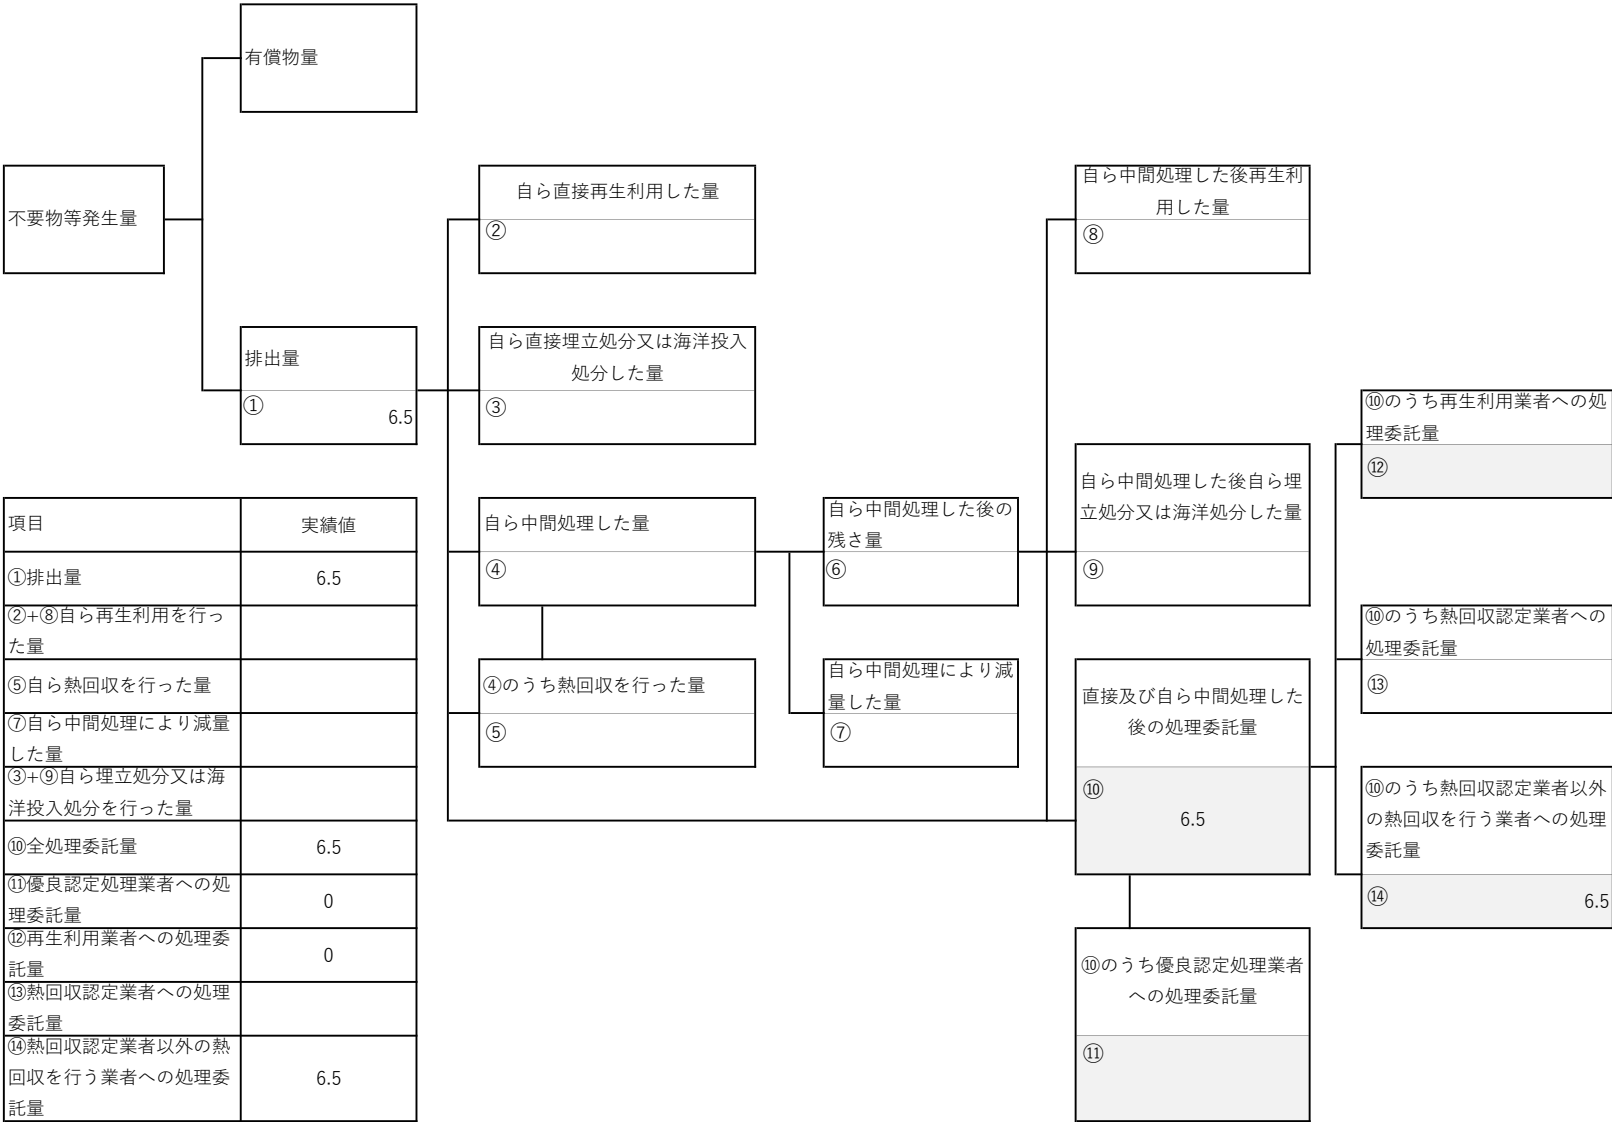 有償物量
不要物等発生量
自ら直接再生利用した量
②
自ら中間処理した後再生利
用した量
⑧
排出量
①
6.5
自ら直接埋立処分又は海洋投入
処分した量
③
⑩のうち再生利用業者への処
理委託量
⑫
自ら中間処理した量
④
自ら中間処理した後の
残さ量
⑥
自ら中間処理した後自ら埋
立処分又は海洋処分した量
⑨
⑩のうち熱回収認定業者への
処理委託量
⑬
④のうち熱回収を行った量
⑤
自ら中間処理により減
量した量
⑦
直接及び自ら中間処理した
後の処理委託量
⑩
6.5
⑩のうち熱回収認定業者以外
の熱回収を行う業者への処理
委託量
⑭
6.5
⑩のうち優良認定処理業者
への処理委託量
⑪
項目 実績値
①排出量 6.5
②+⑧自ら再生利用を行っ
た量
⑤自ら熱回収を行った量
⑦自ら中間処理により減量
した量
③+⑨自ら埋立処分又は海
洋投入処分を行った量
⑩全処理委託量 6.5
⑪優良認定処理業者への処
理委託量
0
⑫再生利用業者への処理委
託量
0
⑬熱回収認定業者への処理
委託量
⑭熱回収認定業者以外の熱
回収を行う業者への処理委
託量
6.5